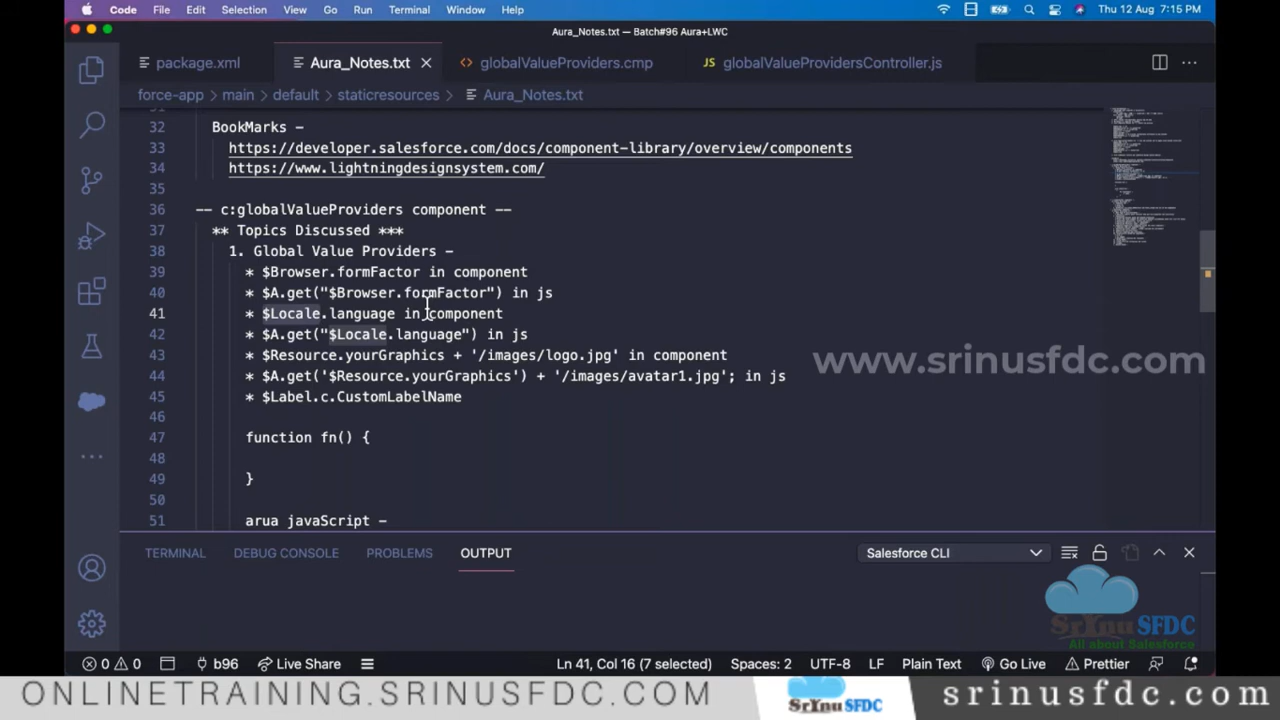 Code File Edit Selection View Go Run Terminal Window Help Thu 12 Aug 7:15 PM
Aura_Notes.txt — Batch#96 Aura+LWC
package.xml Aura_Notes.txt globalValueProviders.cmp JS globalValueProvidersController.js
force-app main default staticresources Aura_Notes.txt
32 BookMarks -
33 https://developer.salesforce.com/docs/component-library/overview/components
34 https://www.lightningdesignsystem.com/
35
36 -- c:globalValueProviders component --
37 ** Topics Discussed ***
38 1. Global Value Providers -
39 * $Browser.formFactor in component
40 * $A.get("$Browser.formFactor") in js
41 * $Locale.language in component
42 * $A.get("$Locale.language") in js
43 * $Resource.yourGraphics + '/images/logo.jpg' in component
www.srinusfdc.com
44 * $A.get('$Resource.yourGraphics') + '/images/avatar1.jpg'; in js
45 * $Label.c.CustomLabelName
46
47 function fn() {
48
49 }
50
51 arua javaScript -
TERMINAL DEBUG CONSOLE PROBLEMS OUTPUT Salesforce CLI
SrYnu SFDC
All about Salesforce
0 0 b96 Live Share Ln 41, Col 16 (7 selected) Spaces: 2 UTF-8 LF Plain Text Go Live Prettier
ONLINETRAINING.SRINUSFDC.COM SrYnu SFDC srinusfdc.com